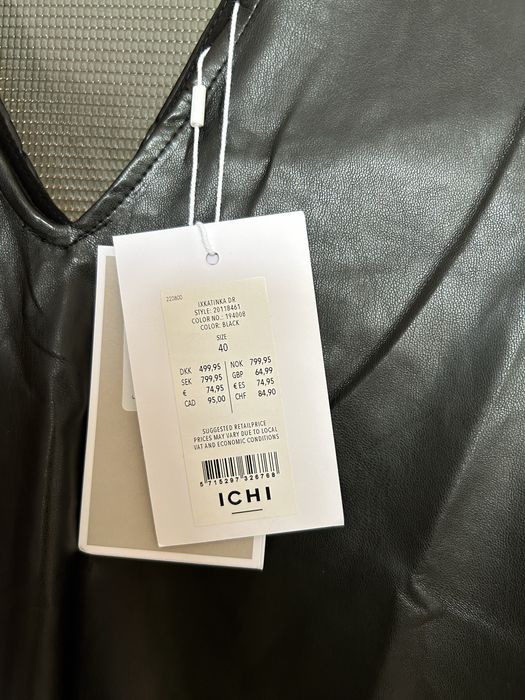 220800
IXKATINKA DR
STYLE: 20118461
COLOR NO.: 194008
COLOR: BLACK
SIZE
40
DKK 499,95 NOK 799,95
SEK 799,95 GBP 64,99
€ 74,95 € ES 74,95
CAD 95,00 CHF 84,90
SUGGESTED RETAILPRICE
PRICES MAY VARY DUE TO LOCAL
VAT AND ECONOMIC CONDITIONS
5 715297 326768
ICHI